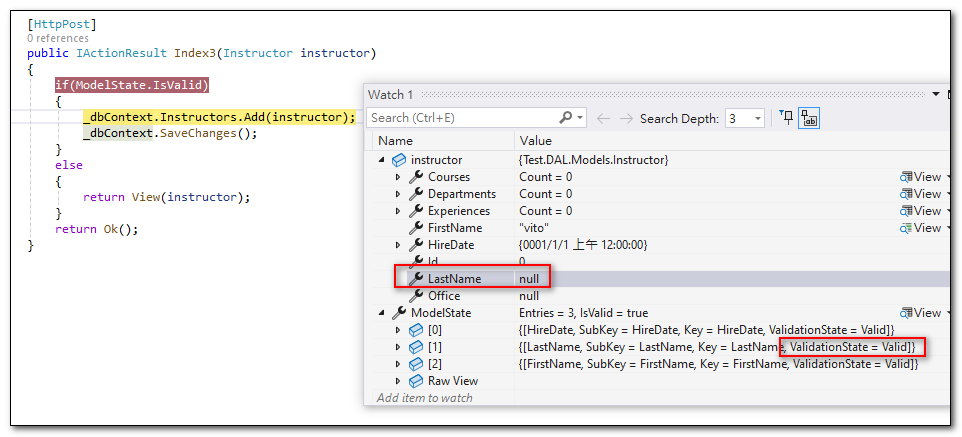 [HttpPost]
0 references
public IActionResult Index3(Instructor instructor)
{
if(ModelState.IsValid)
{
_dbContext.Instructors.Add(instructor);
_dbContext.SaveChanges();
}
else
{
return View(instructor);
}
return Ok();
}
Watch 1
Search (Ctrl+E) Search Depth: 3
Name Value
instructor {Test.DAL.Models.Instructor}
Courses Count = 0 View
Departments Count = 0 View
Experiences Count = 0 View
FirstName "vito" View
HireDate {0001/1/1 上午 12:00:00}
Id 0
LastName null
Office null
ModelState Entries = 3, IsValid = true View
[0] {[HireDate, SubKey = HireDate, Key = HireDate, ValidationState = Valid]}
[1] {[LastName, SubKey = LastName, Key = LastName, ValidationState = Valid]}
[2] {[FirstName, SubKey = FirstName, Key = FirstName, ValidationState = Valid]}
Raw View
Add item to watch